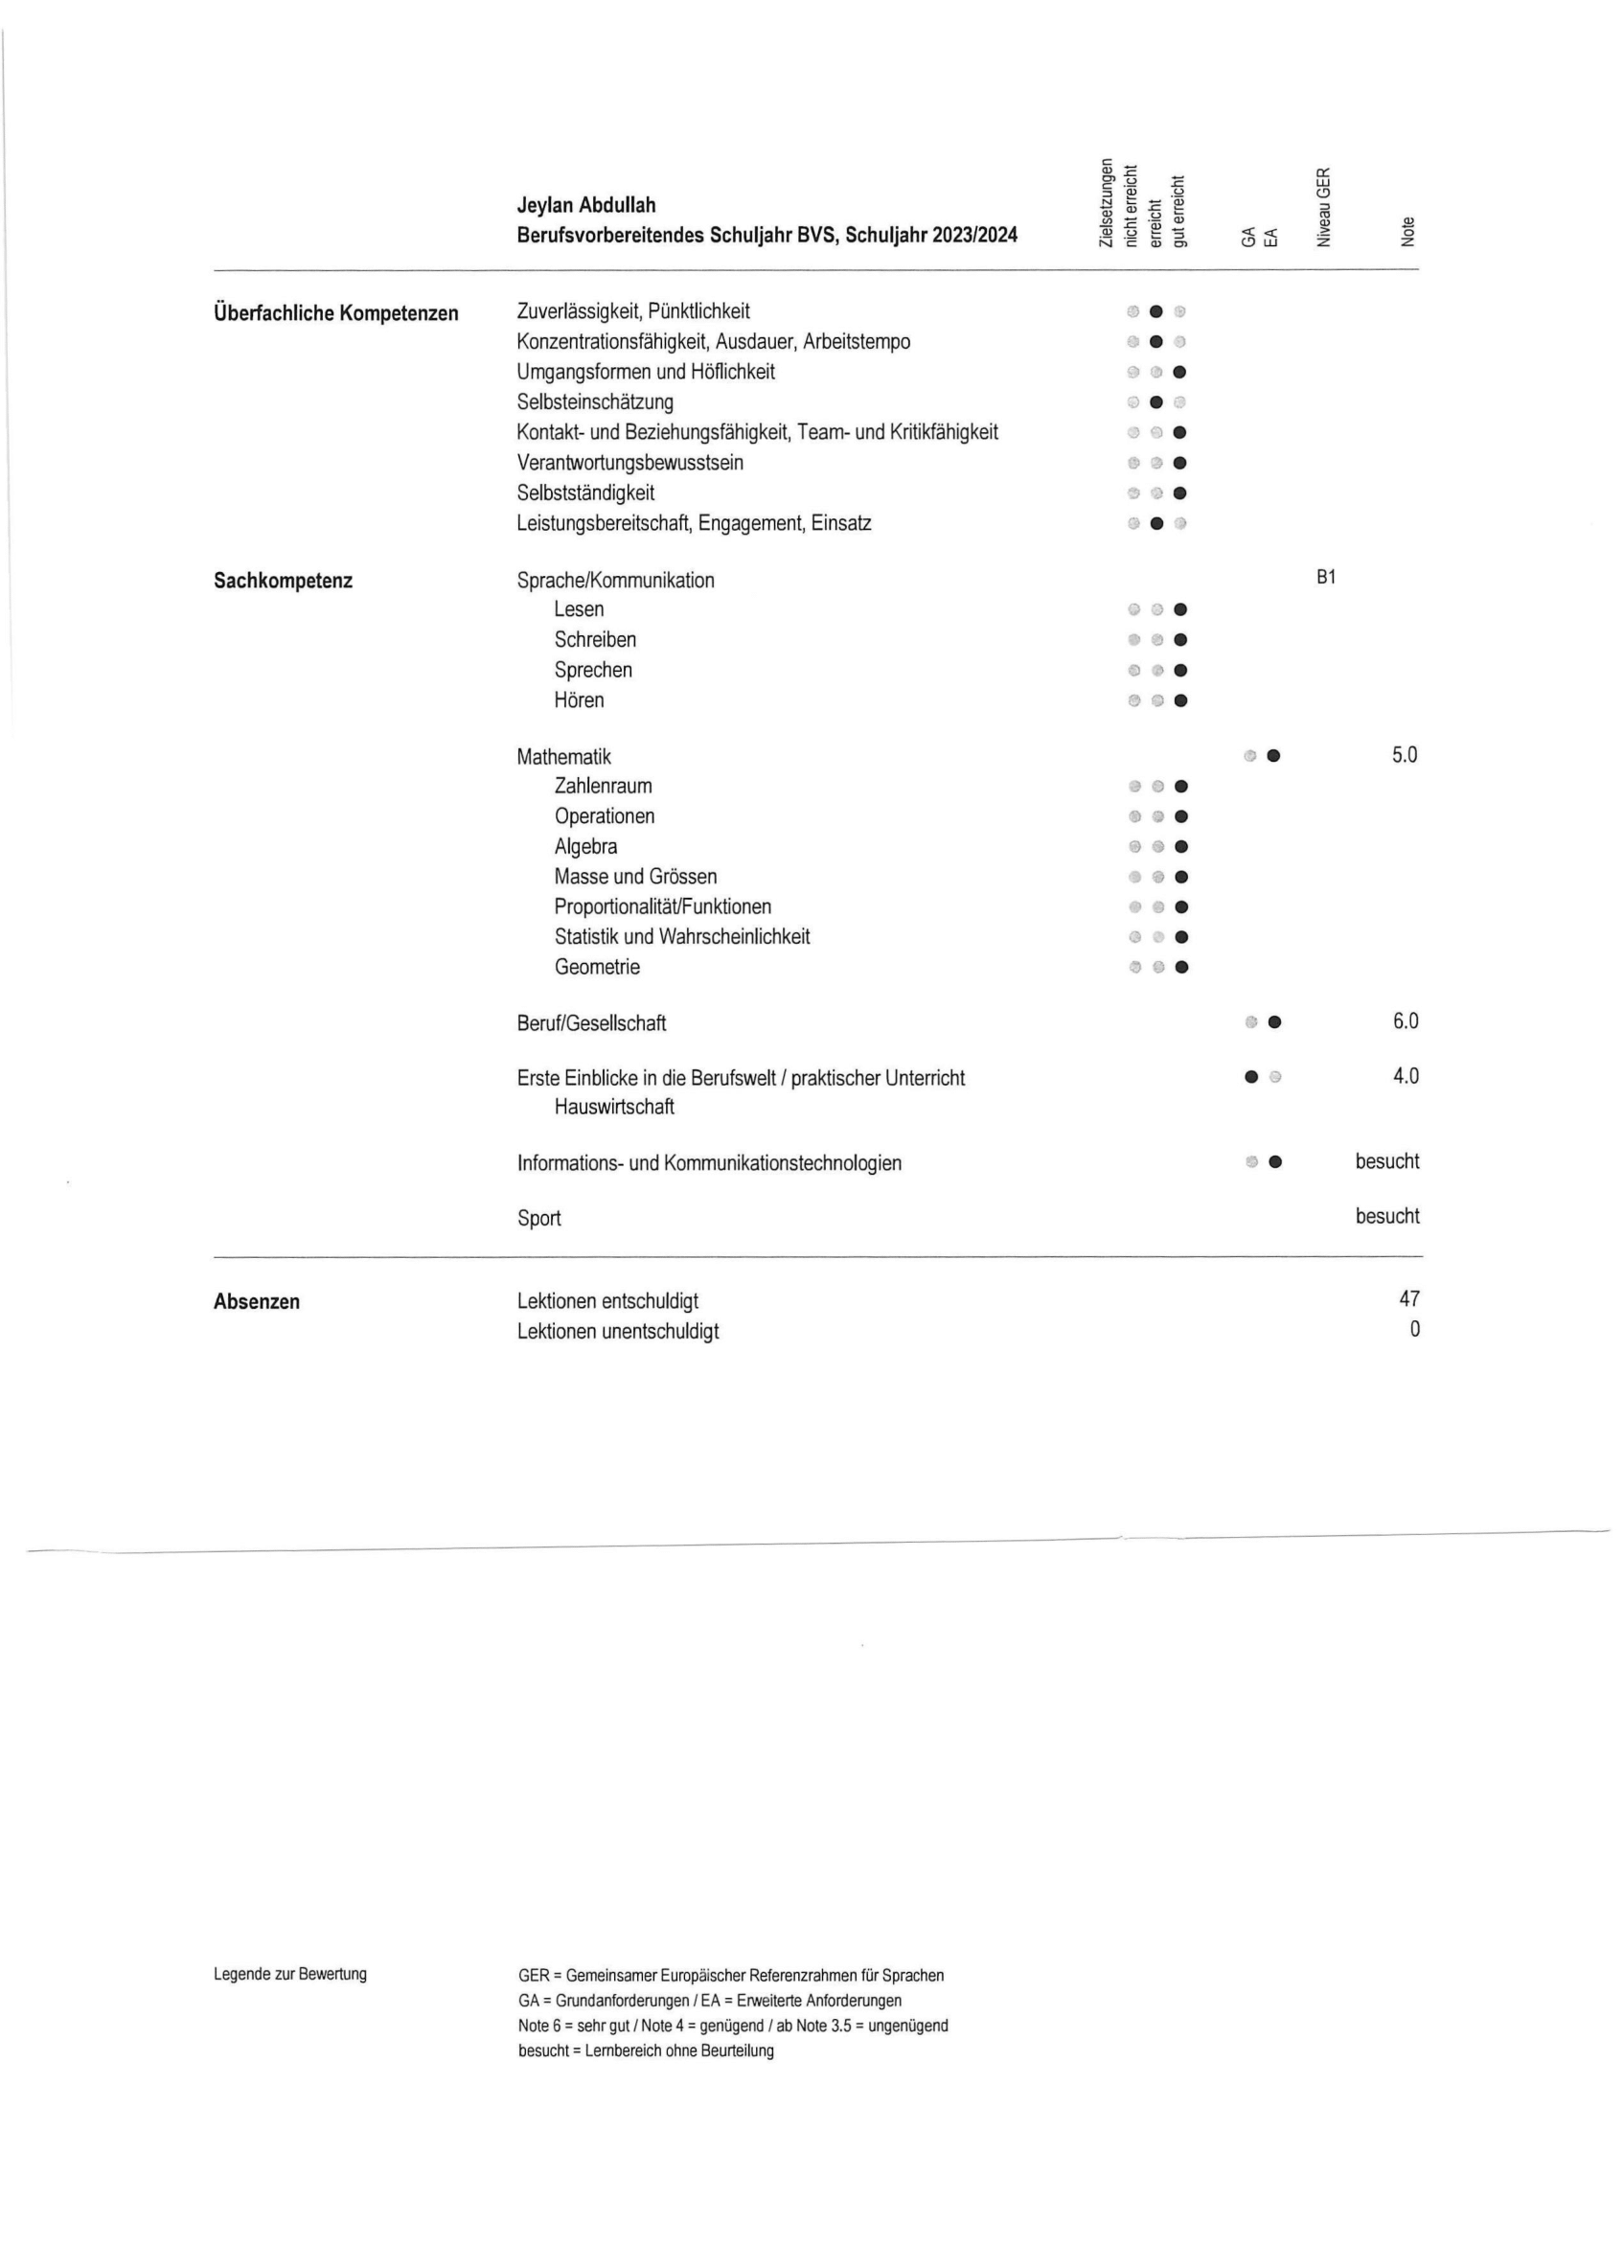 Jeylan Abdullah
Berufsvorbereitendes Schuljahr BVS, Schuljahr 2023/2024
Zielsetzungen
nicht erreicht
erreicht
gut erreicht
GA
EA
Niveau GER
Note
Überfachliche Kompetenzen Zuverlässigkeit, Pünktlichkeit
Konzentrationsfähigkeit, Ausdauer, Arbeitstempo
Umgangsformen und Höflichkeit
Selbsteinschätzung
Kontakt- und Beziehungsfähigkeit, Team- und Kritikfähigkeit
Verantwortungsbewusstsein
Selbstständigkeit
Leistungsbereitschaft, Engagement, Einsatz
Sachkompetenz Sprache/Kommunikation B1
Lesen
Schreiben
Sprechen
Hören
Mathematik 5.0
Zahlenraum
Operationen
Algebra
Masse und Grössen
Proportionalität/Funktionen
Statistik und Wahrscheinlichkeit
Geometrie
Beruf/Gesellschaft 6.0
Erste Einblicke in die Berufswelt / praktischer Unterricht 4.0
Hauswirtschaft
Informations- und Kommunikationstechnologien besucht
Sport besucht
Absenzen Lektionen entschuldigt 47
Lektionen unentschuldigt 0
Legende zur Bewertung GER = Gemeinsamer Europäischer Referenzrahmen für Sprachen
GA = Grundanforderungen / EA = Erweiterte Anforderungen
Note 6 = sehr gut / Note 4 = genügend / ab Note 3.5 = ungenügend
besucht = Lernbereich ohne Beurteilung